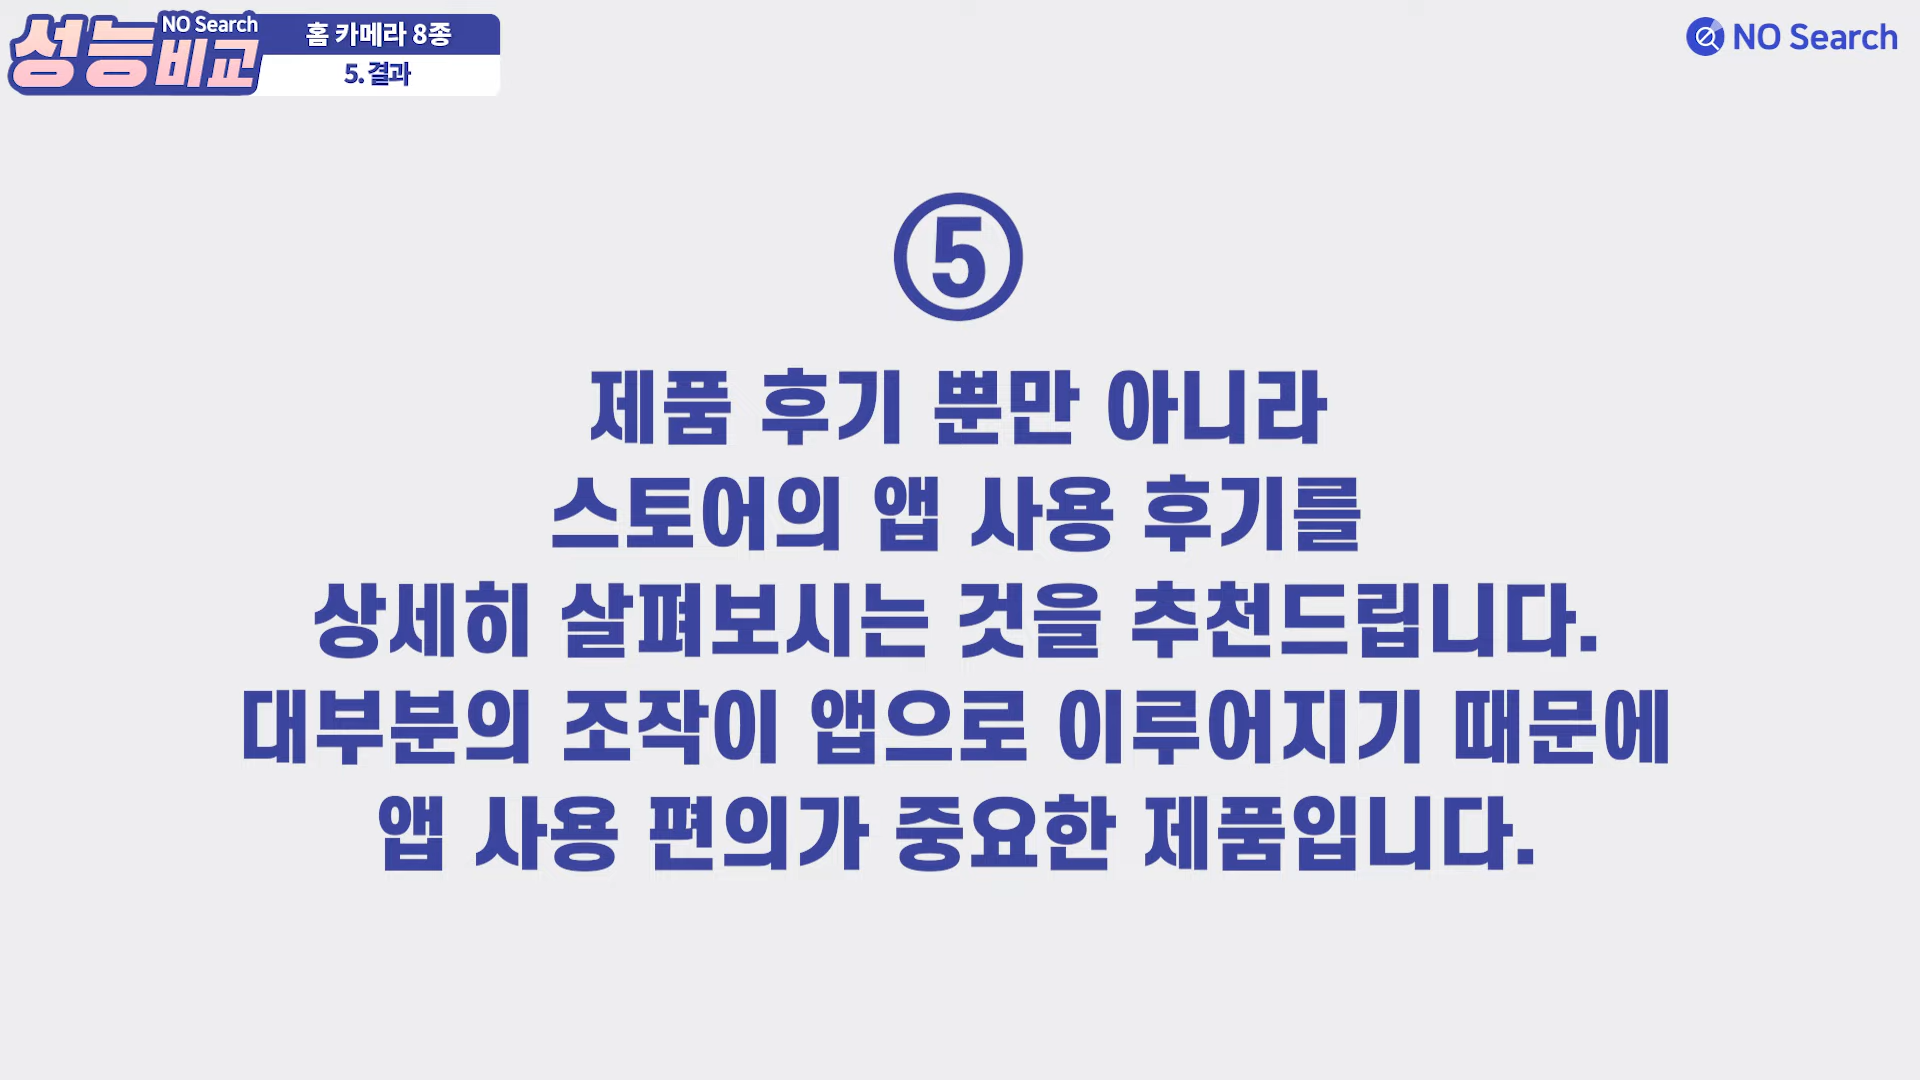 성능비교
NO Search
홈 카메라 8종
5. 결과
NO Search
⑤
제품 후기 뿐만 아니라
스토어의 앱 사용 후기를
상세히 살펴보시는 것을 추천드립니다.
대부분의 조작이 앱으로 이루어지기 때문에
앱 사용 편의가 중요한 제품입니다.